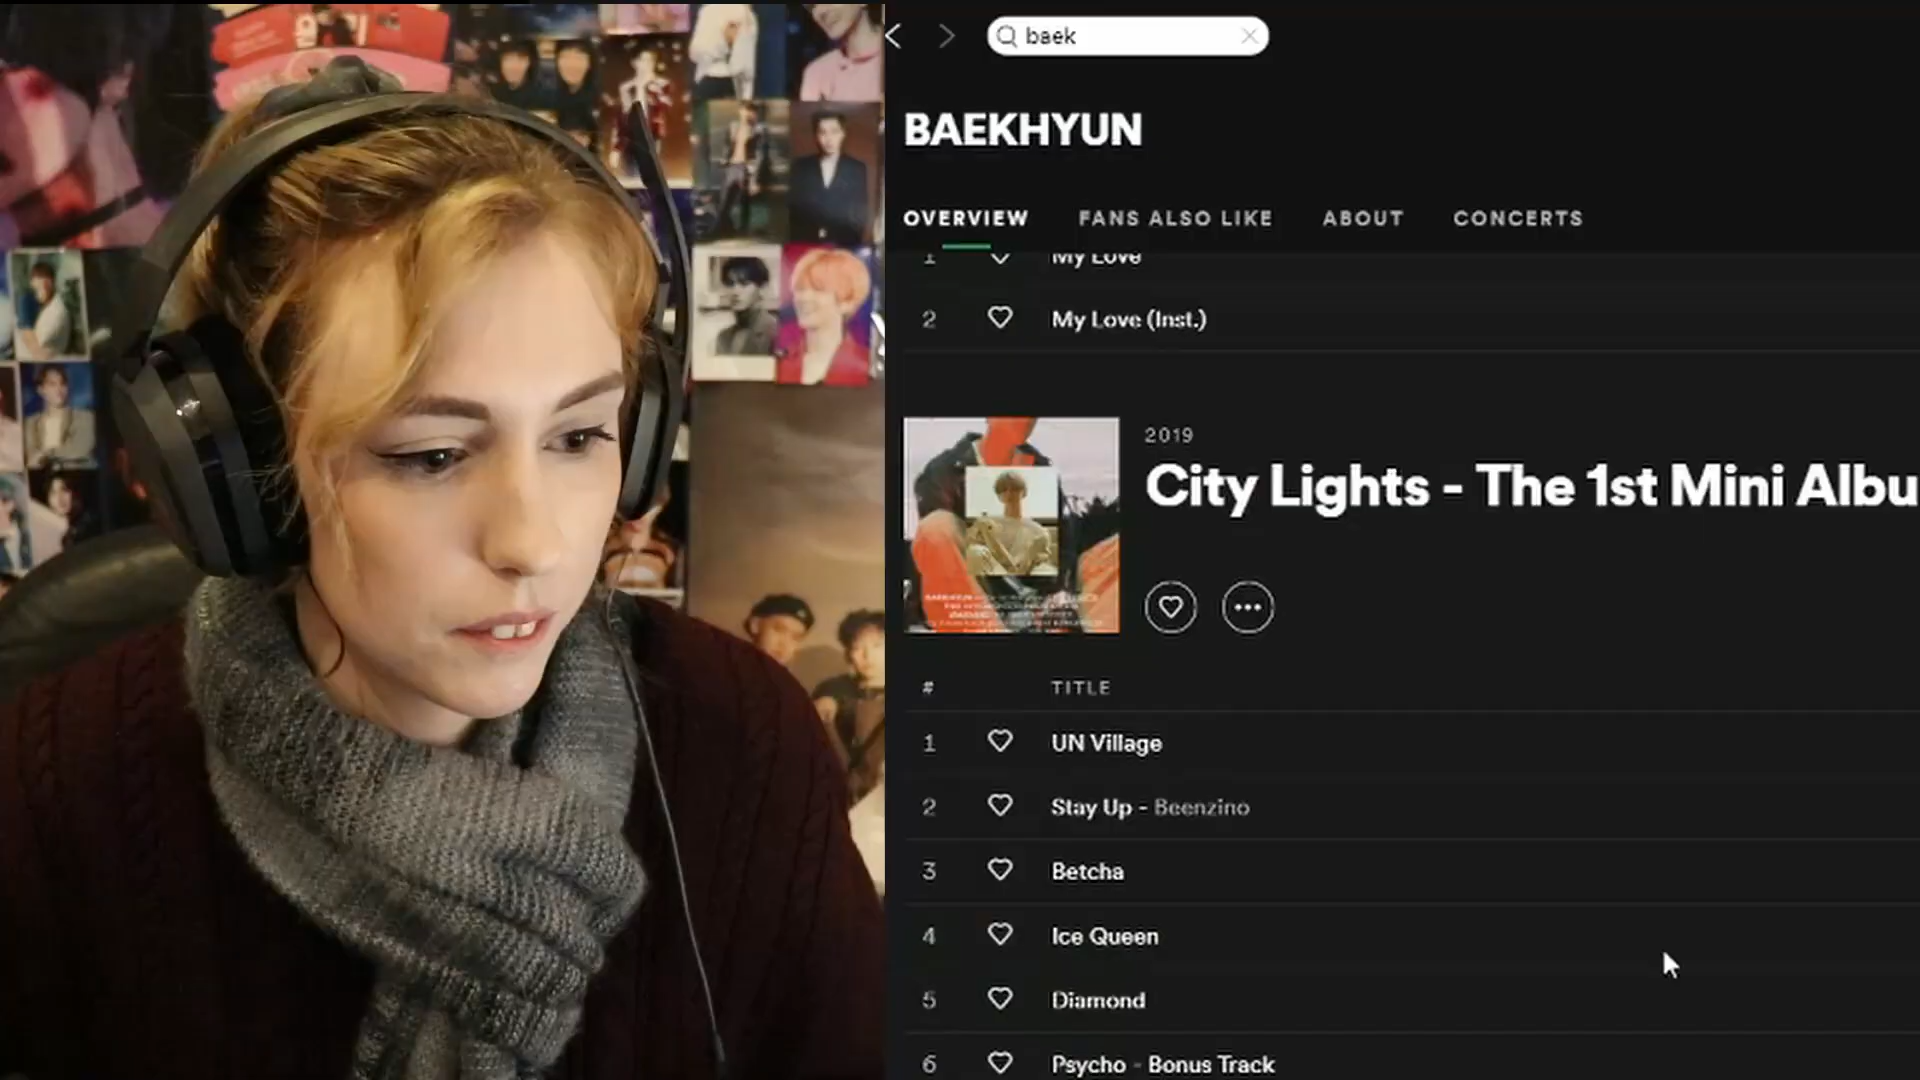 baek
BAEKHYUN
OVERVIEW FANS ALSO LIKE ABOUT CONCERTS
1 My Love
2 My Love (Inst.)
2019
City Lights - The 1st Mini Albu
# TITLE
1 UN Village
2 Stay Up - Beenzino
3 Betcha
4 Ice Queen
5 Diamond
6 Psycho - Bonus Track